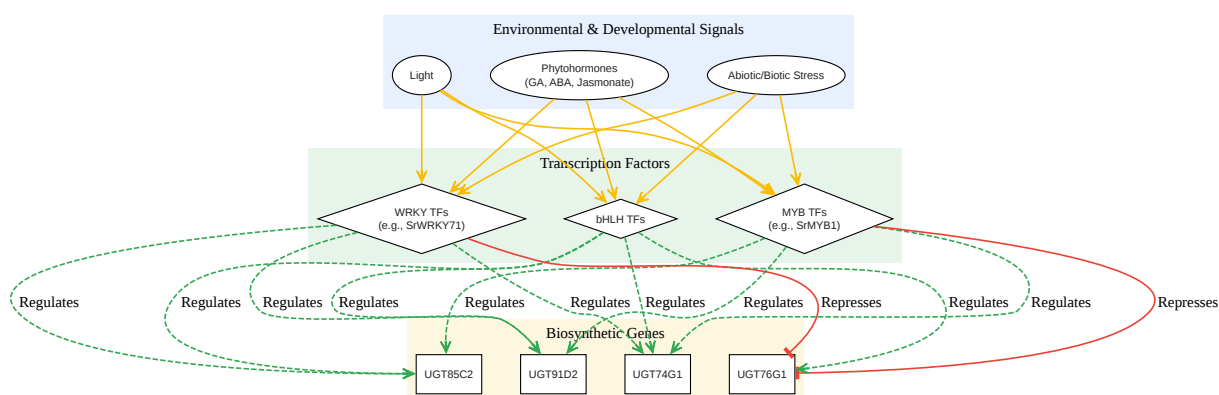 Environmental & Developmental Signals
Light
Phytohormones
(GA, ABA, Jasmonate)
Abiotic/Biotic Stress
Transcription Factors
WRKY TFs
(e.g., SrWRKY71)
bHLH TFs
MYB TFs
(e.g., SrMYB1)
Regulates
Regulates
Regulates
Regulates
Regulates
Regulates
Regulates
Regulates
Represses
Regulates
Regulates
Represses
Biosynthetic Genes
UGT85C2
UGT91D2
UGT74G1
UGT76G1